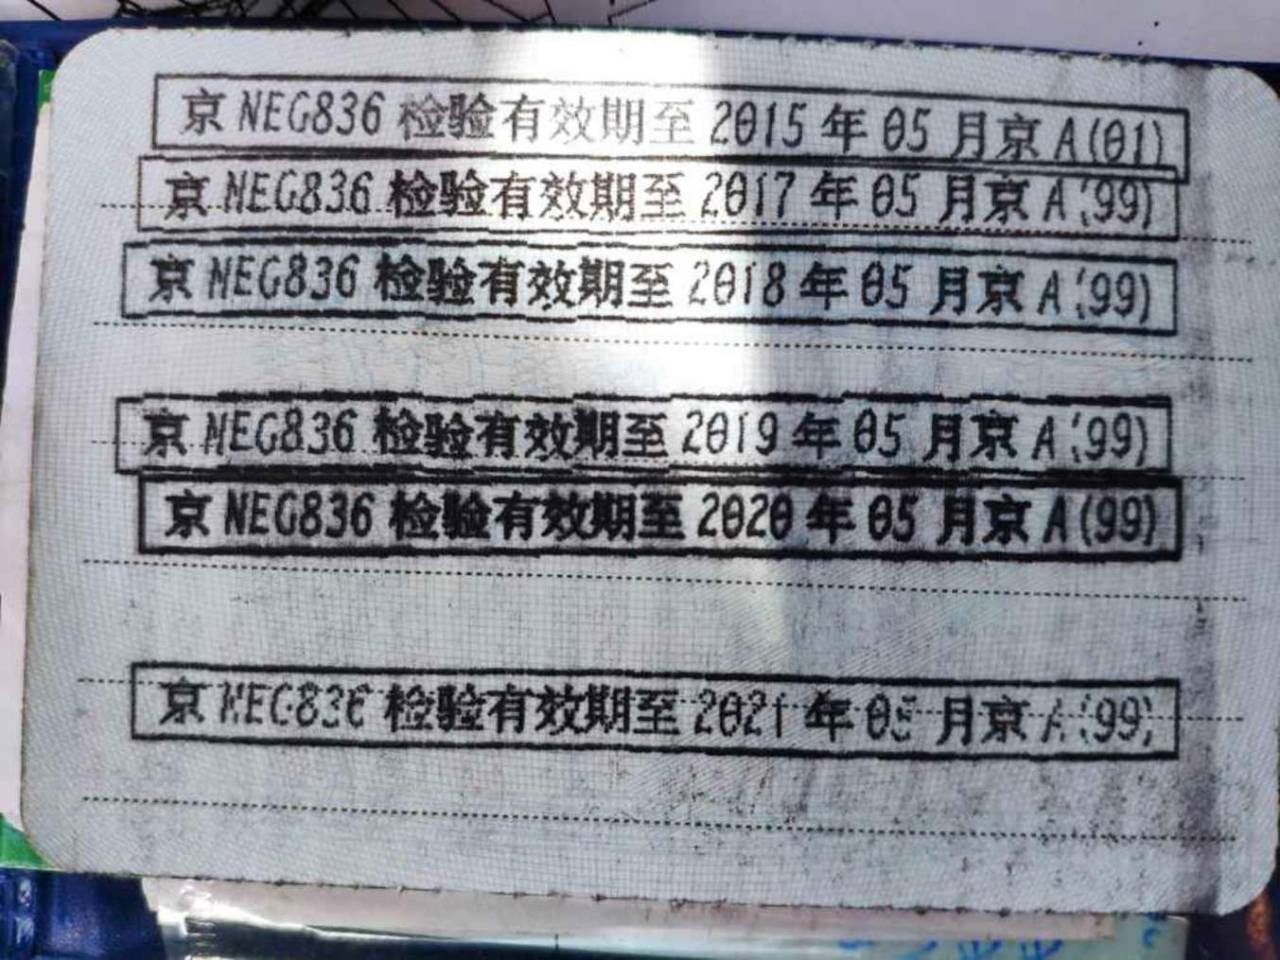 京 NEG836 检验有效期至 2015 年 05 月京 A(01)
京 NEG836 检验有效期至 2017 年 05 月京 A(99)
京 NEG836 检验有效期至 2018 年 05 月京 A(99)
京 NEG836 检验有效期至 2019 年 05 月京 A(99)
京 NEG836 检验有效期至 2020 年 05 月京 A(99)
京 NEG836 检验有效期至 2021 年 05 月京 A(99)